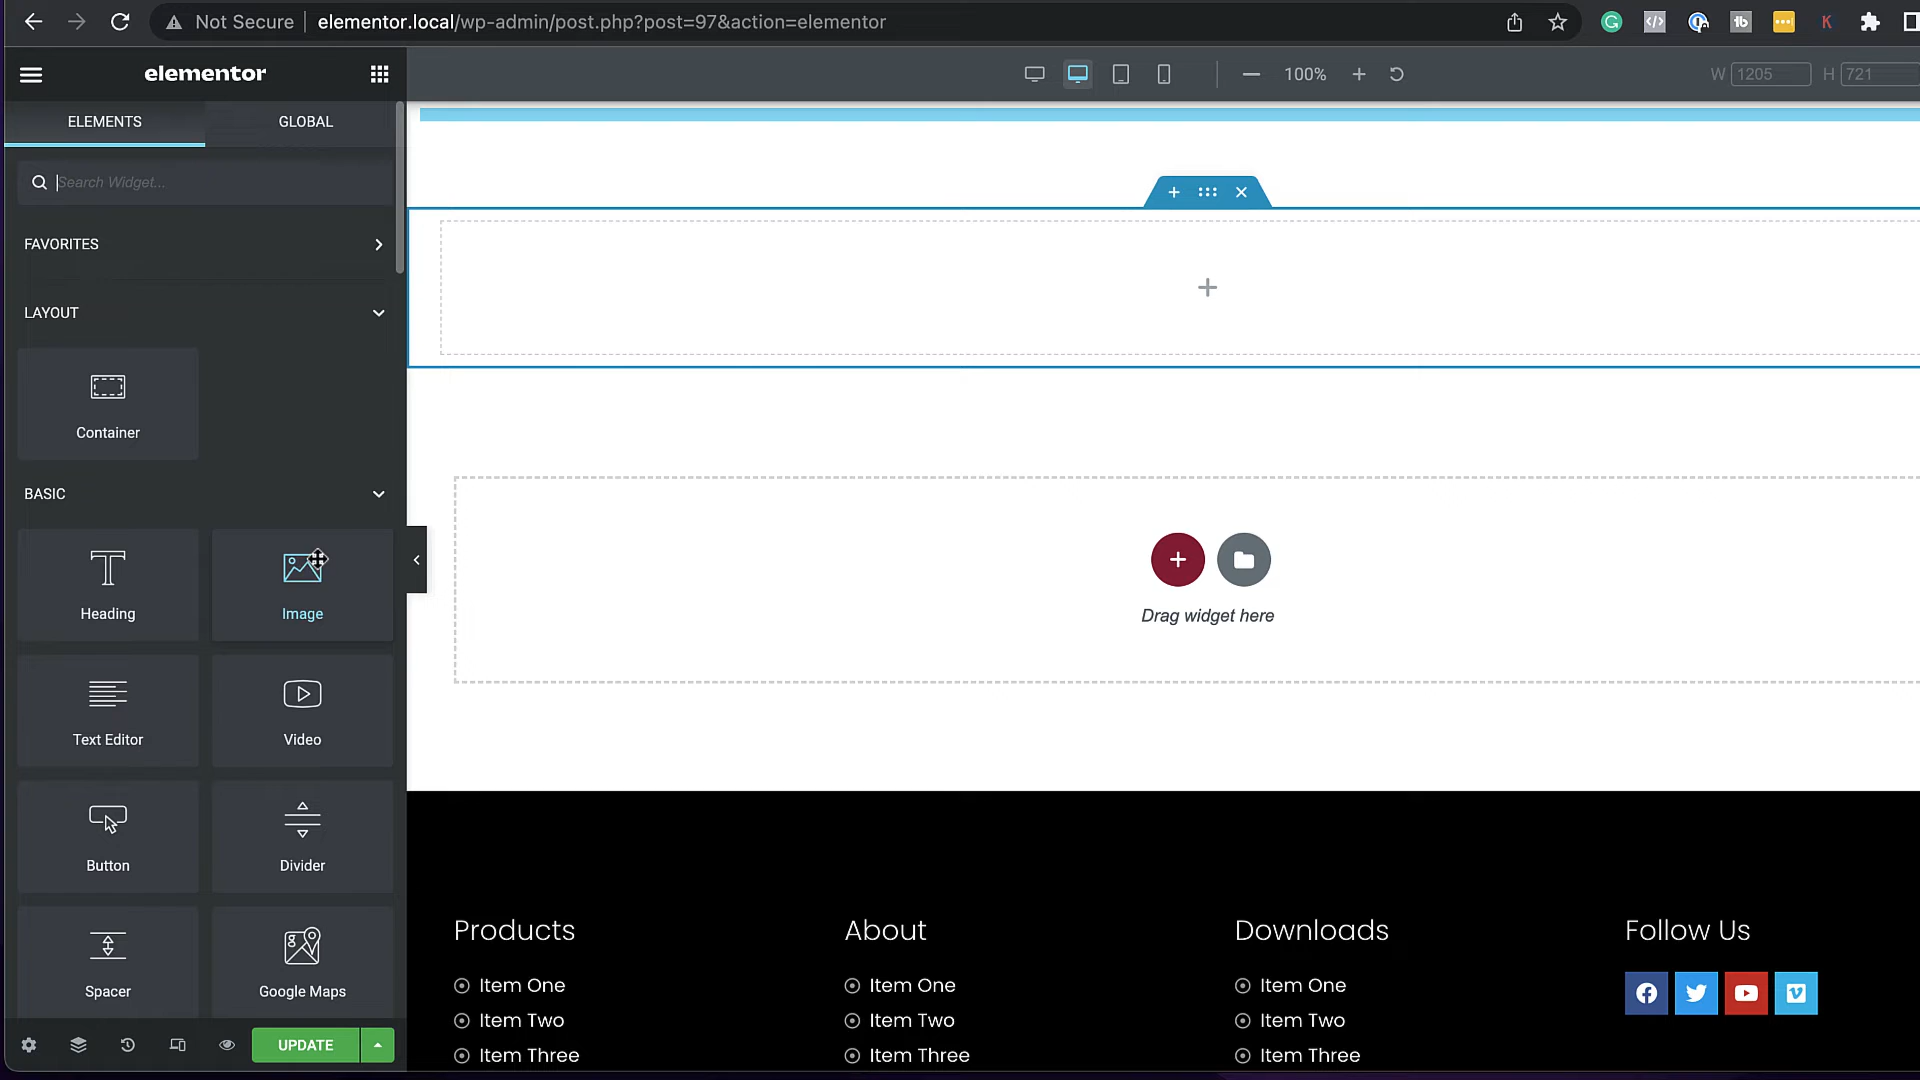 Not Secure
elementor.local/wp-admin/post.php?post=97&action=elementor
elementor
100%
W 1205 H 721
ELEMENTS GLOBAL
Search Widget...
FAVORITES
LAYOUT
Container
BASIC
Heading Image
Text Editor Video
Button Divider
Spacer Google Maps
UPDATE
Drag widget here
Products About Downloads Follow Us
Item One Item One Item One
Item Two Item Two Item Two
Item Three Item Three Item Three